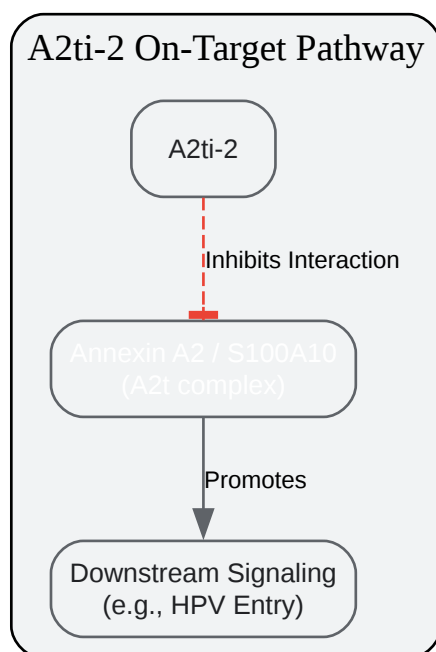 A2ti-2 On-Target Pathway
A2ti-2
Inhibits Interaction
Annexin A2 / S100A10
(A2t complex)
Promotes
Downstream Signaling
(e.g., HPV Entry)